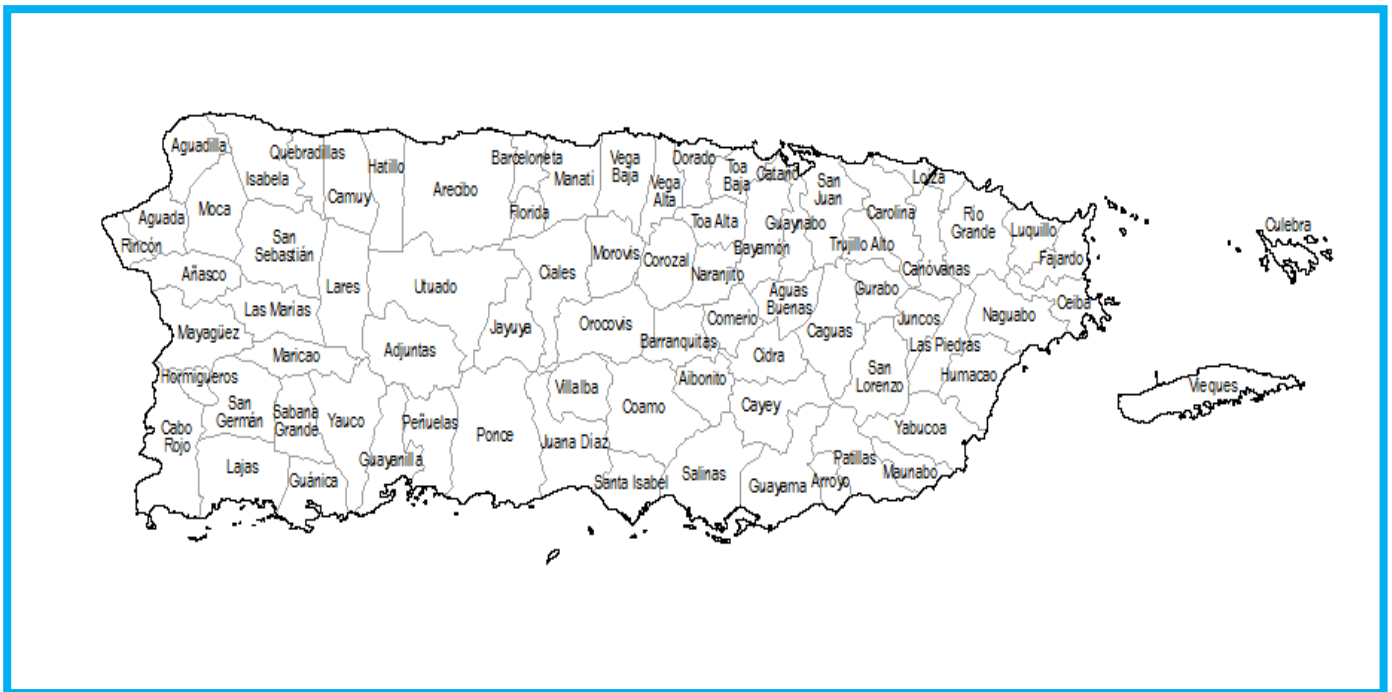 Aguadilla
Quebradillas
Isabela
Camuy
Hatillo
Arecibo
Barceloneta
Manatí
Florida
Vega
Baja
Vega
Alta
Dorado
Toa
Baja
Cataño
San
Juan
Loíza
Carolina
Río
Grande
Luquillo
Fajardo
Culebra
Aguada
Moca
Rincón
San
Sebastián
Añasco
Lares
Utuado
Ciales
Morovis
Corozal
Toa Alta
Naranjito
Bayamón
Guaynabo
Trujillo Alto
Canóvanas
Las Marías
Mayagüez
Maricao
Adjuntas
Jayuya
Orocovis
Barranquitas
Comerío
Aguas
Buenas
Caguas
Gurabo
Juncos
Naguabo
Ceiba
Las Piedras
Hormigueros
Cabo
Rojo
San
Germán
Sabana
Grande
Yauco
Peñuelas
Guayanilla
Ponce
Villalba
Coamo
Aibonito
Cidra
Cayey
San
Lorenzo
Humacao
Vieques
Lajas
Guánica
Juana Díaz
Santa Isabel
Salinas
Guayama
Arroyo
Patillas
Yabucoa
Maunabo